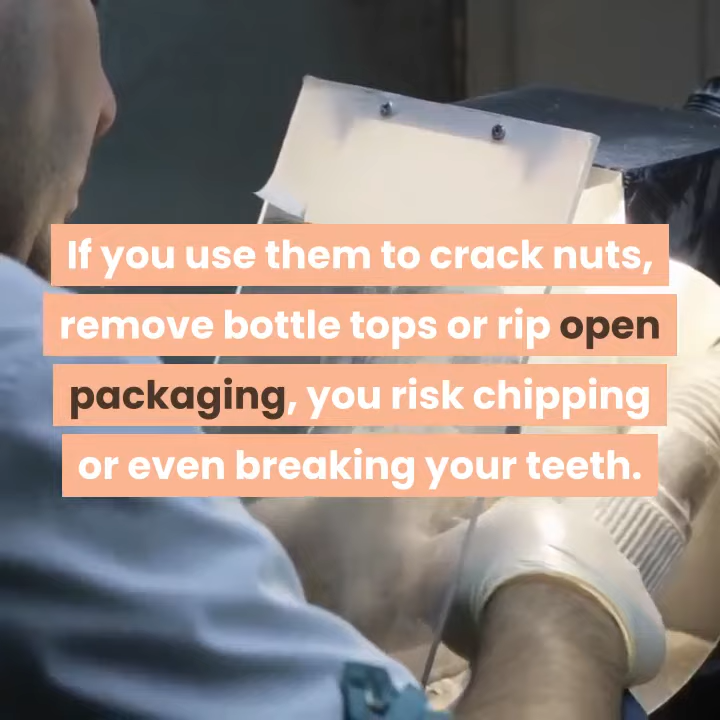 If you use them to crack nuts,
remove bottle tops or rip open
packaging, you risk chipping
or even breaking your teeth.